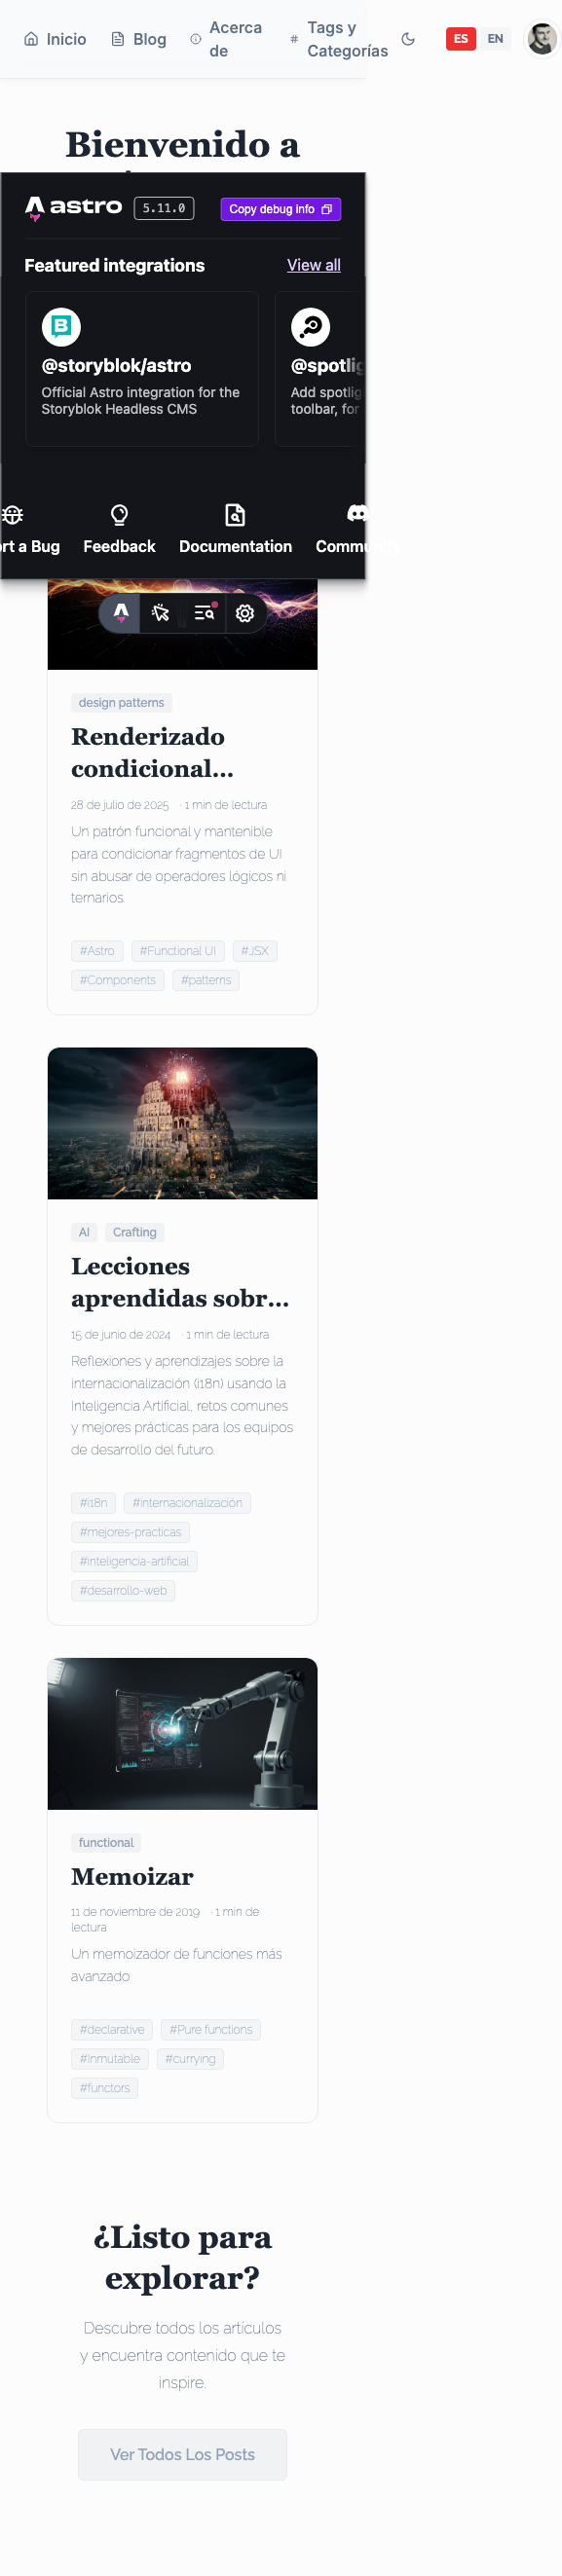 Inicio
Blog
Acerca de
Tags y Categorías
ES EN
Bienvenido a
astro 5.11.0 Copy debug info
Featured integrations View all
@storyblok/astro
Official Astro integration for the
Storyblok Headless CMS
@spotlig
Add spotlig
toolbar, for
rt a Bug Feedback Documentation Community
design patterns
Renderizado
condicional...
28 de julio de 2025 · 1 min de lectura
Un patrón funcional y mantenible
para condicionar fragmentos de UI
sin abusar de operadores lógicos ni
ternarios.
#Astro #Functional UI #JSX
#Components #patterns
AI Crafting
Lecciones
aprendidas sobr...
15 de junio de 2024 · 1 min de lectura
Reflexiones y aprendizajes sobre la
internacionalización (i18n) usando la
Inteligencia Artificial, retos comunes
y mejores prácticas para los equipos
de desarrollo del futuro.
#i18n #internacionalización
#mejores-practicas
#inteligencia-artificial
#desarrollo-web
functional
Memoizar
11 de noviembre de 2019 · 1 min de
lectura
Un memoizador de funciones más
avanzado
#declarative #Pure functions
#Inmutable #currying
#functors
¿Listo para
explorar?
Descubre todos los artículos
y encuentra contenido que te
inspire.
Ver Todos Los Posts